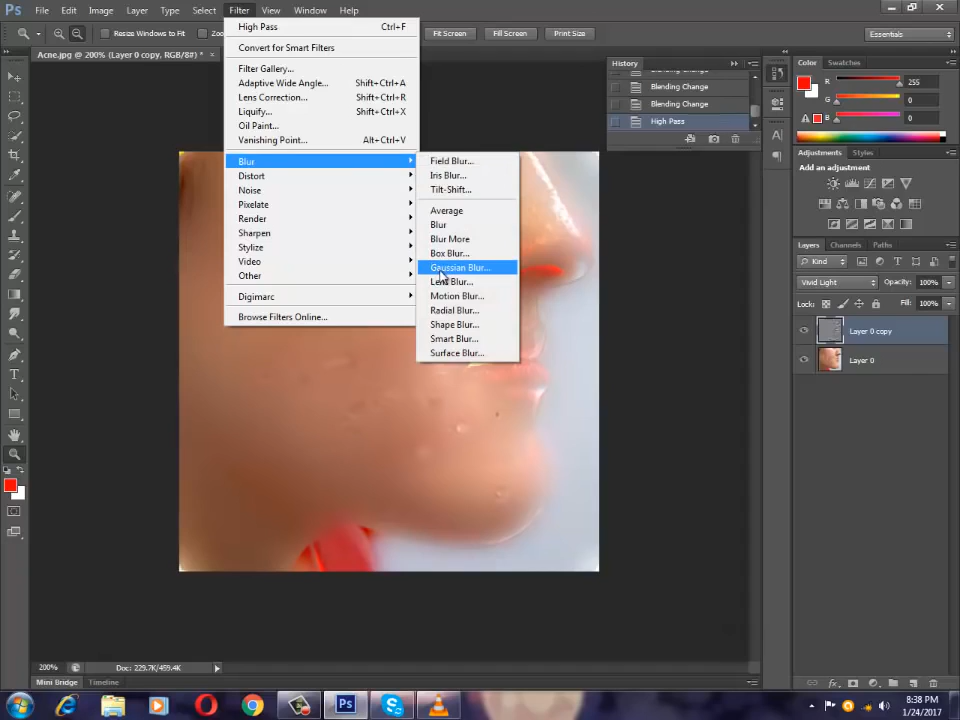 Ps File Edit Image Layer Type Select Filter View Window Help
Resize Windows to Fit Zoo Fit Screen Fill Screen Print Size Essentials
Acne.jpg @ 200% (Layer 0 copy, RGB/8#) * ×
High Pass Ctrl+F
Convert for Smart Filters
Filter Gallery...
Adaptive Wide Angle... Shift+Ctrl+A
Lens Correction... Shift+Ctrl+R
Liquify... Shift+Ctrl+X
Oil Paint...
Vanishing Point... Alt+Ctrl+V
Blur
Distort
Noise
Pixelate
Render
Sharpen
Stylize
Video
Other
Digimarc
Browse Filters Online...
Field Blur...
Iris Blur...
Tilt-Shift...
Average
Blur
Blur More
Box Blur...
Gaussian Blur...
Lens Blur...
Motion Blur...
Radial Blur...
Shape Blur...
Smart Blur...
Surface Blur...
History
Blending Change
Blending Change
Blending Change
High Pass
Color Swatches
R 255
G 0
B 0
Adjustments Styles
Add an adjustment
Layers Channels Paths
Kind
Vivid Light Opacity: 100%
Lock: Fill: 100%
Layer 0 copy
Layer 0
200% Doc: 229.7K/459.4K
Mini Bridge Timeline
8:38 PM
1/24/2017